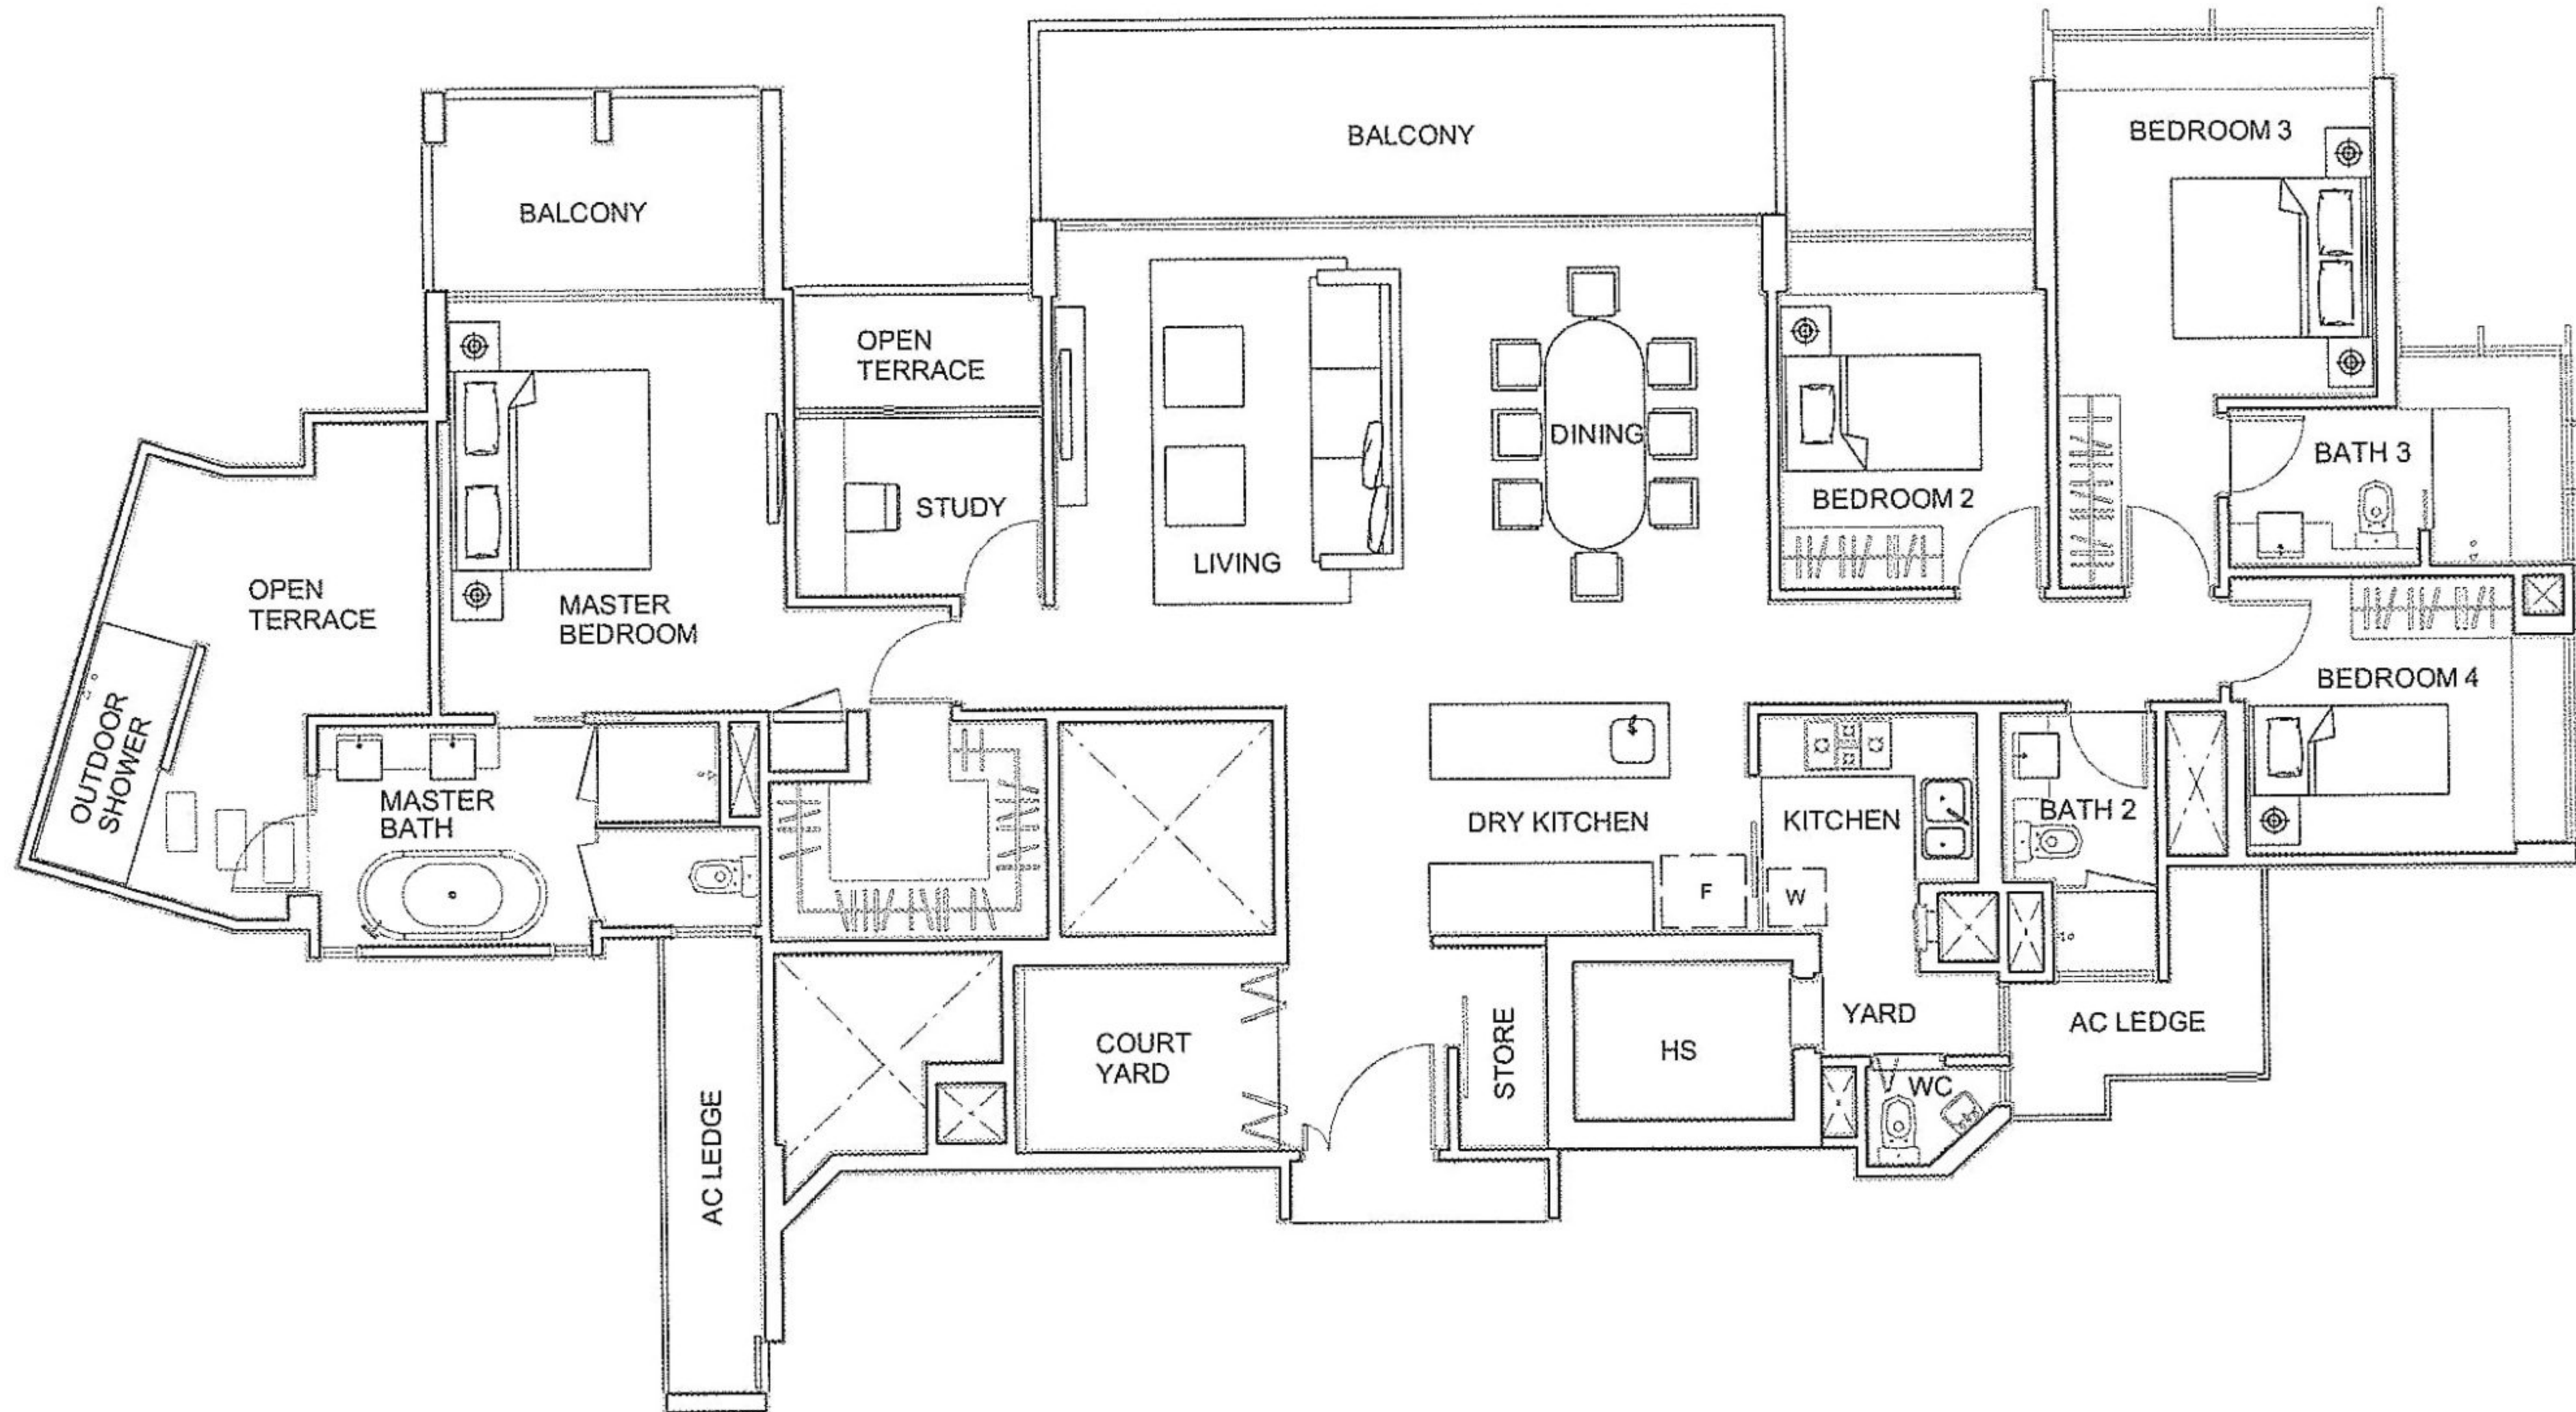 BALCONY
BEDROOM 3
BALCONY
OPEN
TERRACE
DINING
BATH 3
BEDROOM 2
STUDY
LIVING
OPEN
TERRACE
MASTER
BEDROOM
BEDROOM 4
OUTDOOR
SHOWER
MASTER
BATH
DRY KITCHEN
KITCHEN
BATH 2
F
W
COURT
YARD
STORE
HS
YARD
AC LEDGE
WC
AC LEDGE